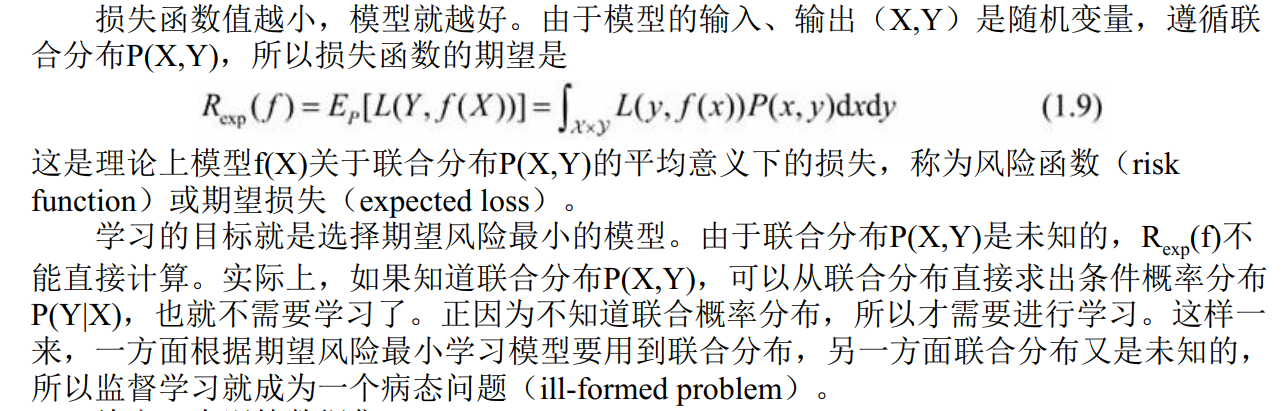 损失函数值越小，模型就越好。由于模型的输入、输出（X,Y）是随机变量，遵循联
合分布P(X,Y)，所以损失函数的期望是
R_exp(f) = E_P[L(Y, f(X))] = ∫_{𝒳×𝒴} L(y, f(x))P(x, y)dxdy (1.9)
这是理论上模型f(X)关于联合分布P(X,Y)的平均意义下的损失，称为风险函数（risk
function）或期望损失（expected loss）。
学习的目标就是选择期望风险最小的模型。由于联合分布P(X,Y)是未知的，R_exp(f)不
能直接计算。实际上，如果知道联合分布P(X,Y)，可以从联合分布直接求出条件概率分布
P(Y|X)，也就不需要学习了。正因为不知道联合概率分布，所以才需要进行学习。这样一
来，一方面根据期望风险最小学习模型要用到联合分布，另一方面联合分布又是未知的，
所以监督学习就成为一个病态问题（ill-formed problem）。